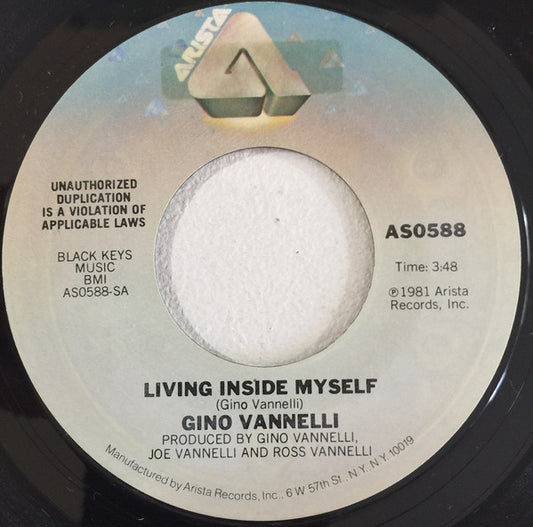 ARISTA
UNAUTHORIZED
DUPLICATION
IS A VIOLATION OF
APPLICABLE LAWS
BLACK KEYS
MUSIC
BMI
AS0588-SA
AS0588
Time: 3:48
℗1981 Arista
Records, Inc.
LIVING INSIDE MYSELF
(Gino Vannelli)
GINO VANNELLI
PRODUCED BY GINO VANNELLI,
JOE VANNELLI AND ROSS VANNELLI
Manufactured by Arista Records, Inc., 6 W 57th St., N.Y., N.Y. 10019